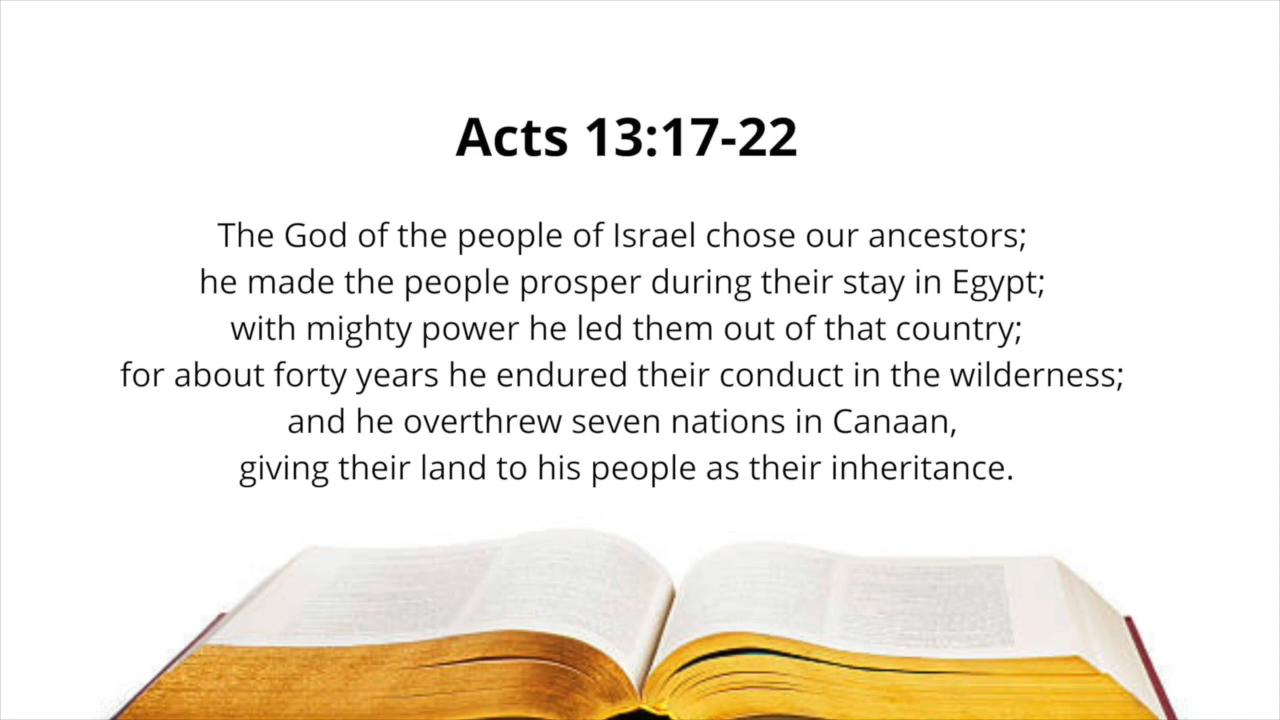 Acts 13:17-22
The God of the people of Israel chose our ancestors;
he made the people prosper during their stay in Egypt;
with mighty power he led them out of that country;
for about forty years he endured their conduct in the wilderness;
and he overthrew seven nations in Canaan,
giving their land to his people as their inheritance.